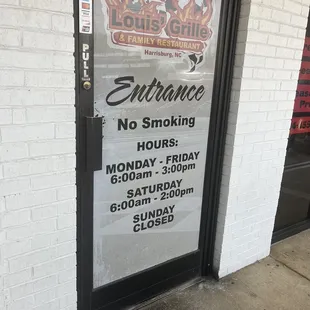 Louis' Grille
& FAMILY RESTAURANT
Harrisburg, NC
PULL
Entrance
No Smoking
HOURS:
MONDAY - FRIDAY
6:00am - 3:00pm
SATURDAY
6:00am - 2:00pm
SUNDAY
CLOSED